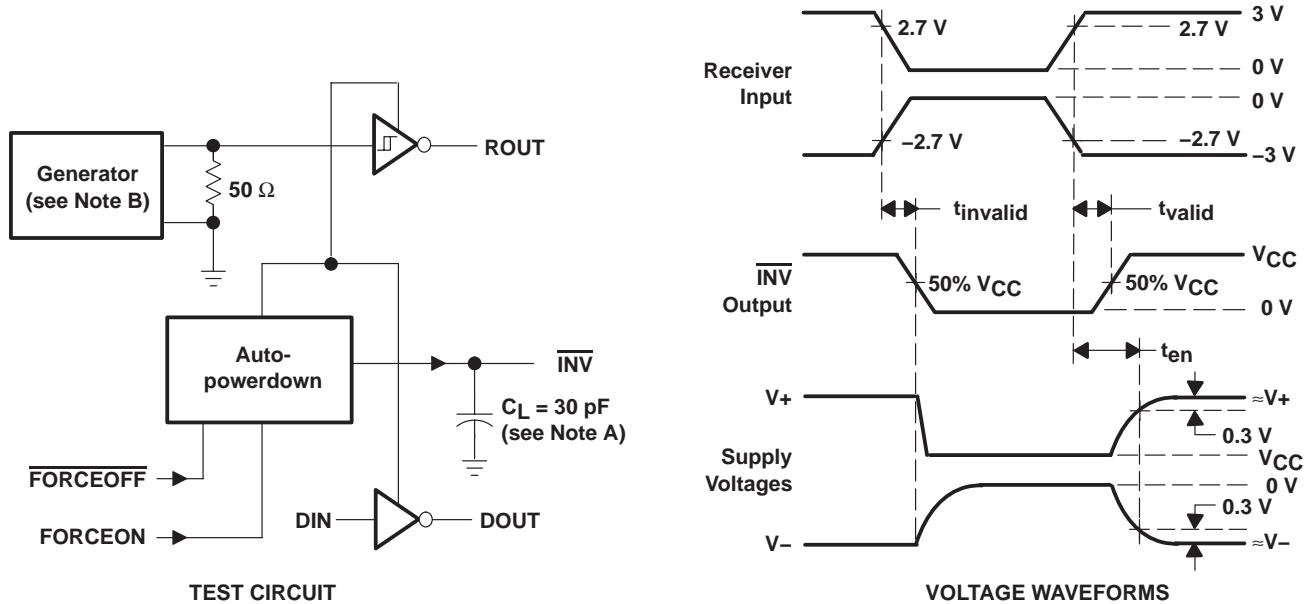 Generator
(see Note B)
50 Ω
ROUT
Auto-
powerdown
INV
CL = 30 pF
(see Note A)
FORCEOFF
FORCEON
DIN
DOUT
TEST CIRCUIT
Receiver
Input
2.7 V
2.7 V
3 V
0 V
0 V
−2.7 V
−2.7 V
−3 V
tinvalid
tvalid
INV
Output
50% VCC
50% VCC
VCC
0 V
ten
Supply
Voltages
V+
≈V+
0.3 V
VCC
0 V
0.3 V
V−
≈V−
VOLTAGE WAVEFORMS